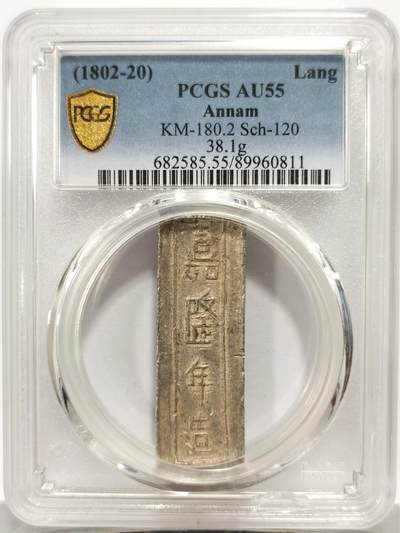 (1802-20) Lang
PCGS AU55
Annam
KM-180.2 Sch-120
38.1g
682585.55/89960811
PCGS
嘉
隆
年
造